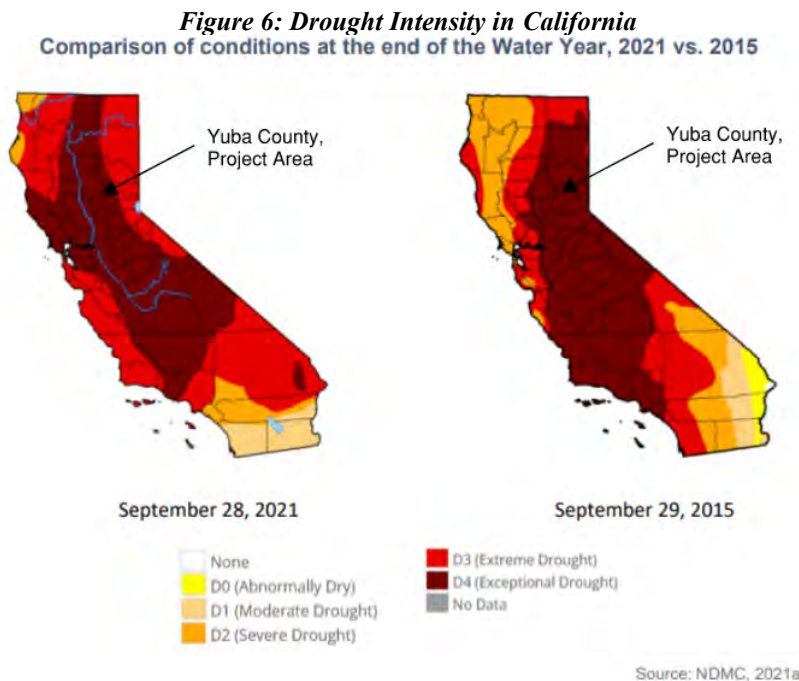 Figure 6: Drought Intensity in California
Comparison of conditions at the end of the Water Year, 2021 vs. 2015
Yuba County,
Project Area
Yuba County,
Project Area
September 28, 2021
September 29, 2015
None
D0 (Abnormally Dry)
D1 (Moderate Drought)
D2 (Severe Drought)
D3 (Extreme Drought)
D4 (Exceptional Drought)
No Data
Source: NDMC, 2021a